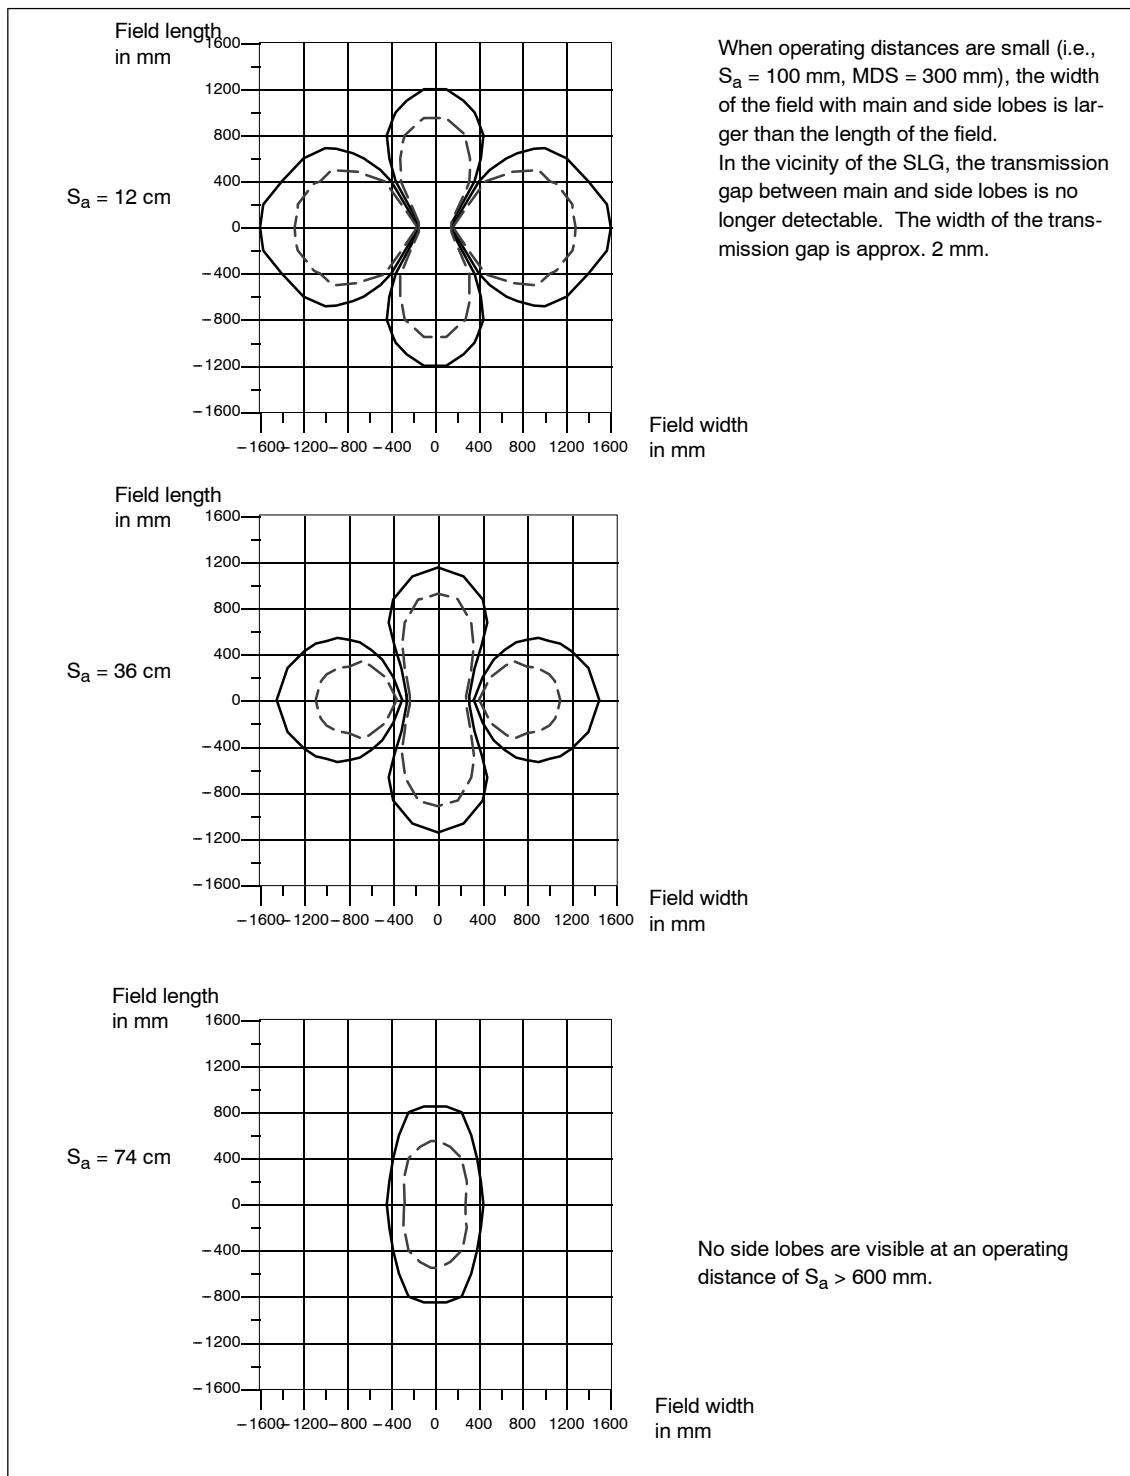 Field length
in mm
1600
1200
800
400
0
−400
−800
−1200
−1600
Sa = 12 cm
−1600 −1200 −800 −400 0 400 800 1200 1600
Field width
in mm
When operating distances are small (i.e.,
Sa = 100 mm, MDS = 300 mm), the width
of the field with main and side lobes is lar-
ger than the length of the field.
In the vicinity of the SLG, the transmission
gap between main and side lobes is no
longer detectable. The width of the trans-
mission gap is approx. 2 mm.
Field length
in mm
1600
1200
800
400
0
−400
−800
−1200
−1600
Sa = 36 cm
−1600 −1200 −800 −400 0 400 800 1200 1600
Field width
in mm
Field length
in mm
1600
1200
800
400
0
−400
−800
−1200
−1600
Sa = 74 cm
−1600 −1200 −800 −400 0 400 800 1200 1600
Field width
in mm
No side lobes are visible at an operating
distance of Sa > 600 mm.